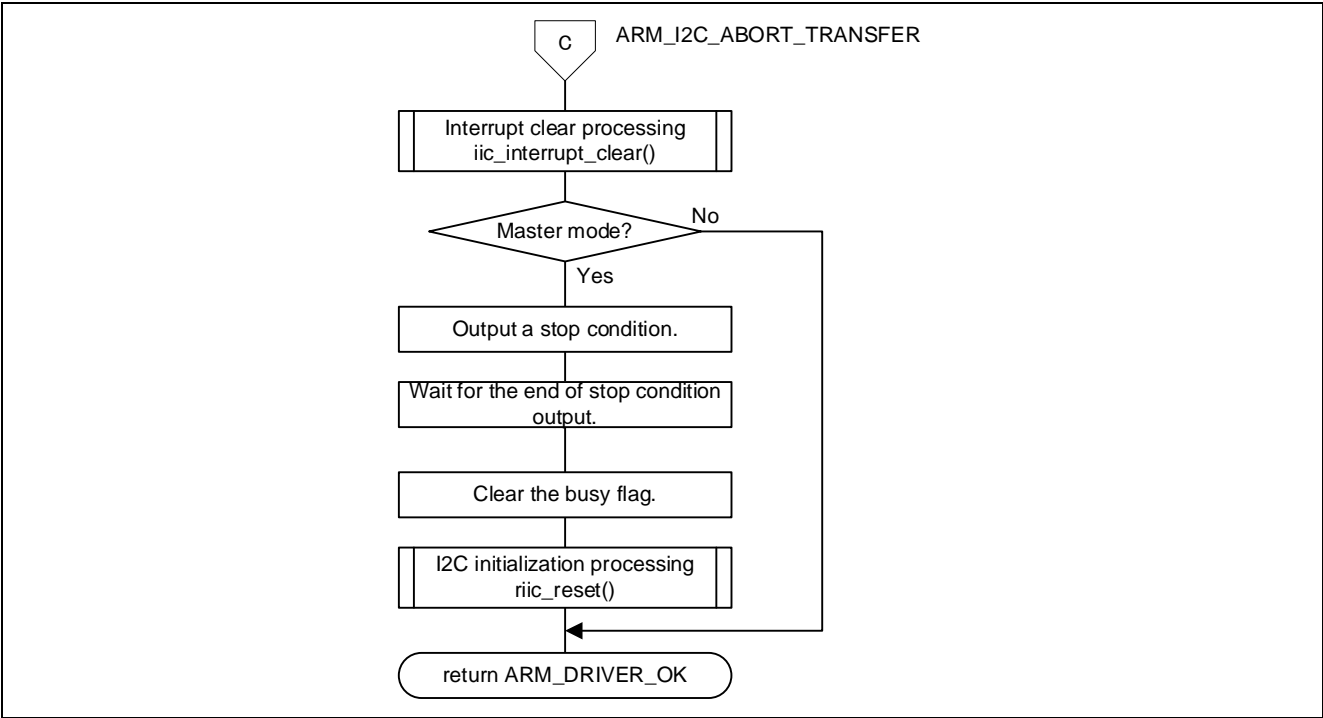 C
ARM_I2C_ABORT_TRANSFER
Interrupt clear processing
iic_interrupt_clear()
Master mode?
No
Yes
Output a stop condition.
Wait for the end of stop condition
output.
Clear the busy flag.
I2C initialization processing
riic_reset()
return ARM_DRIVER_OK